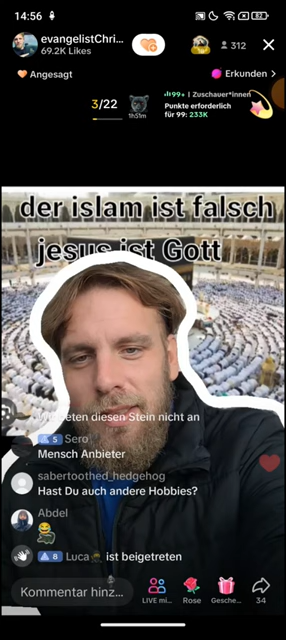 14:56
82
evangelistChri...
69.2K Likes
312
Angesagt
Erkunden >
3/22
1h51m
99+ | Zuschauer*innen
Punkte erforderlich
für 99: 233K
der islam ist falsch
jesus ist Gott
eten diesen Stein nicht an
5 Sero
Mensch Anbieter
sabertoothed_hedgehog
Hast Du auch andere Hobbies?
Abdel
😂
8 Luca ist beigetreten
Kommentar hinz...
LIVE mi...
Rose
Gesche...
34